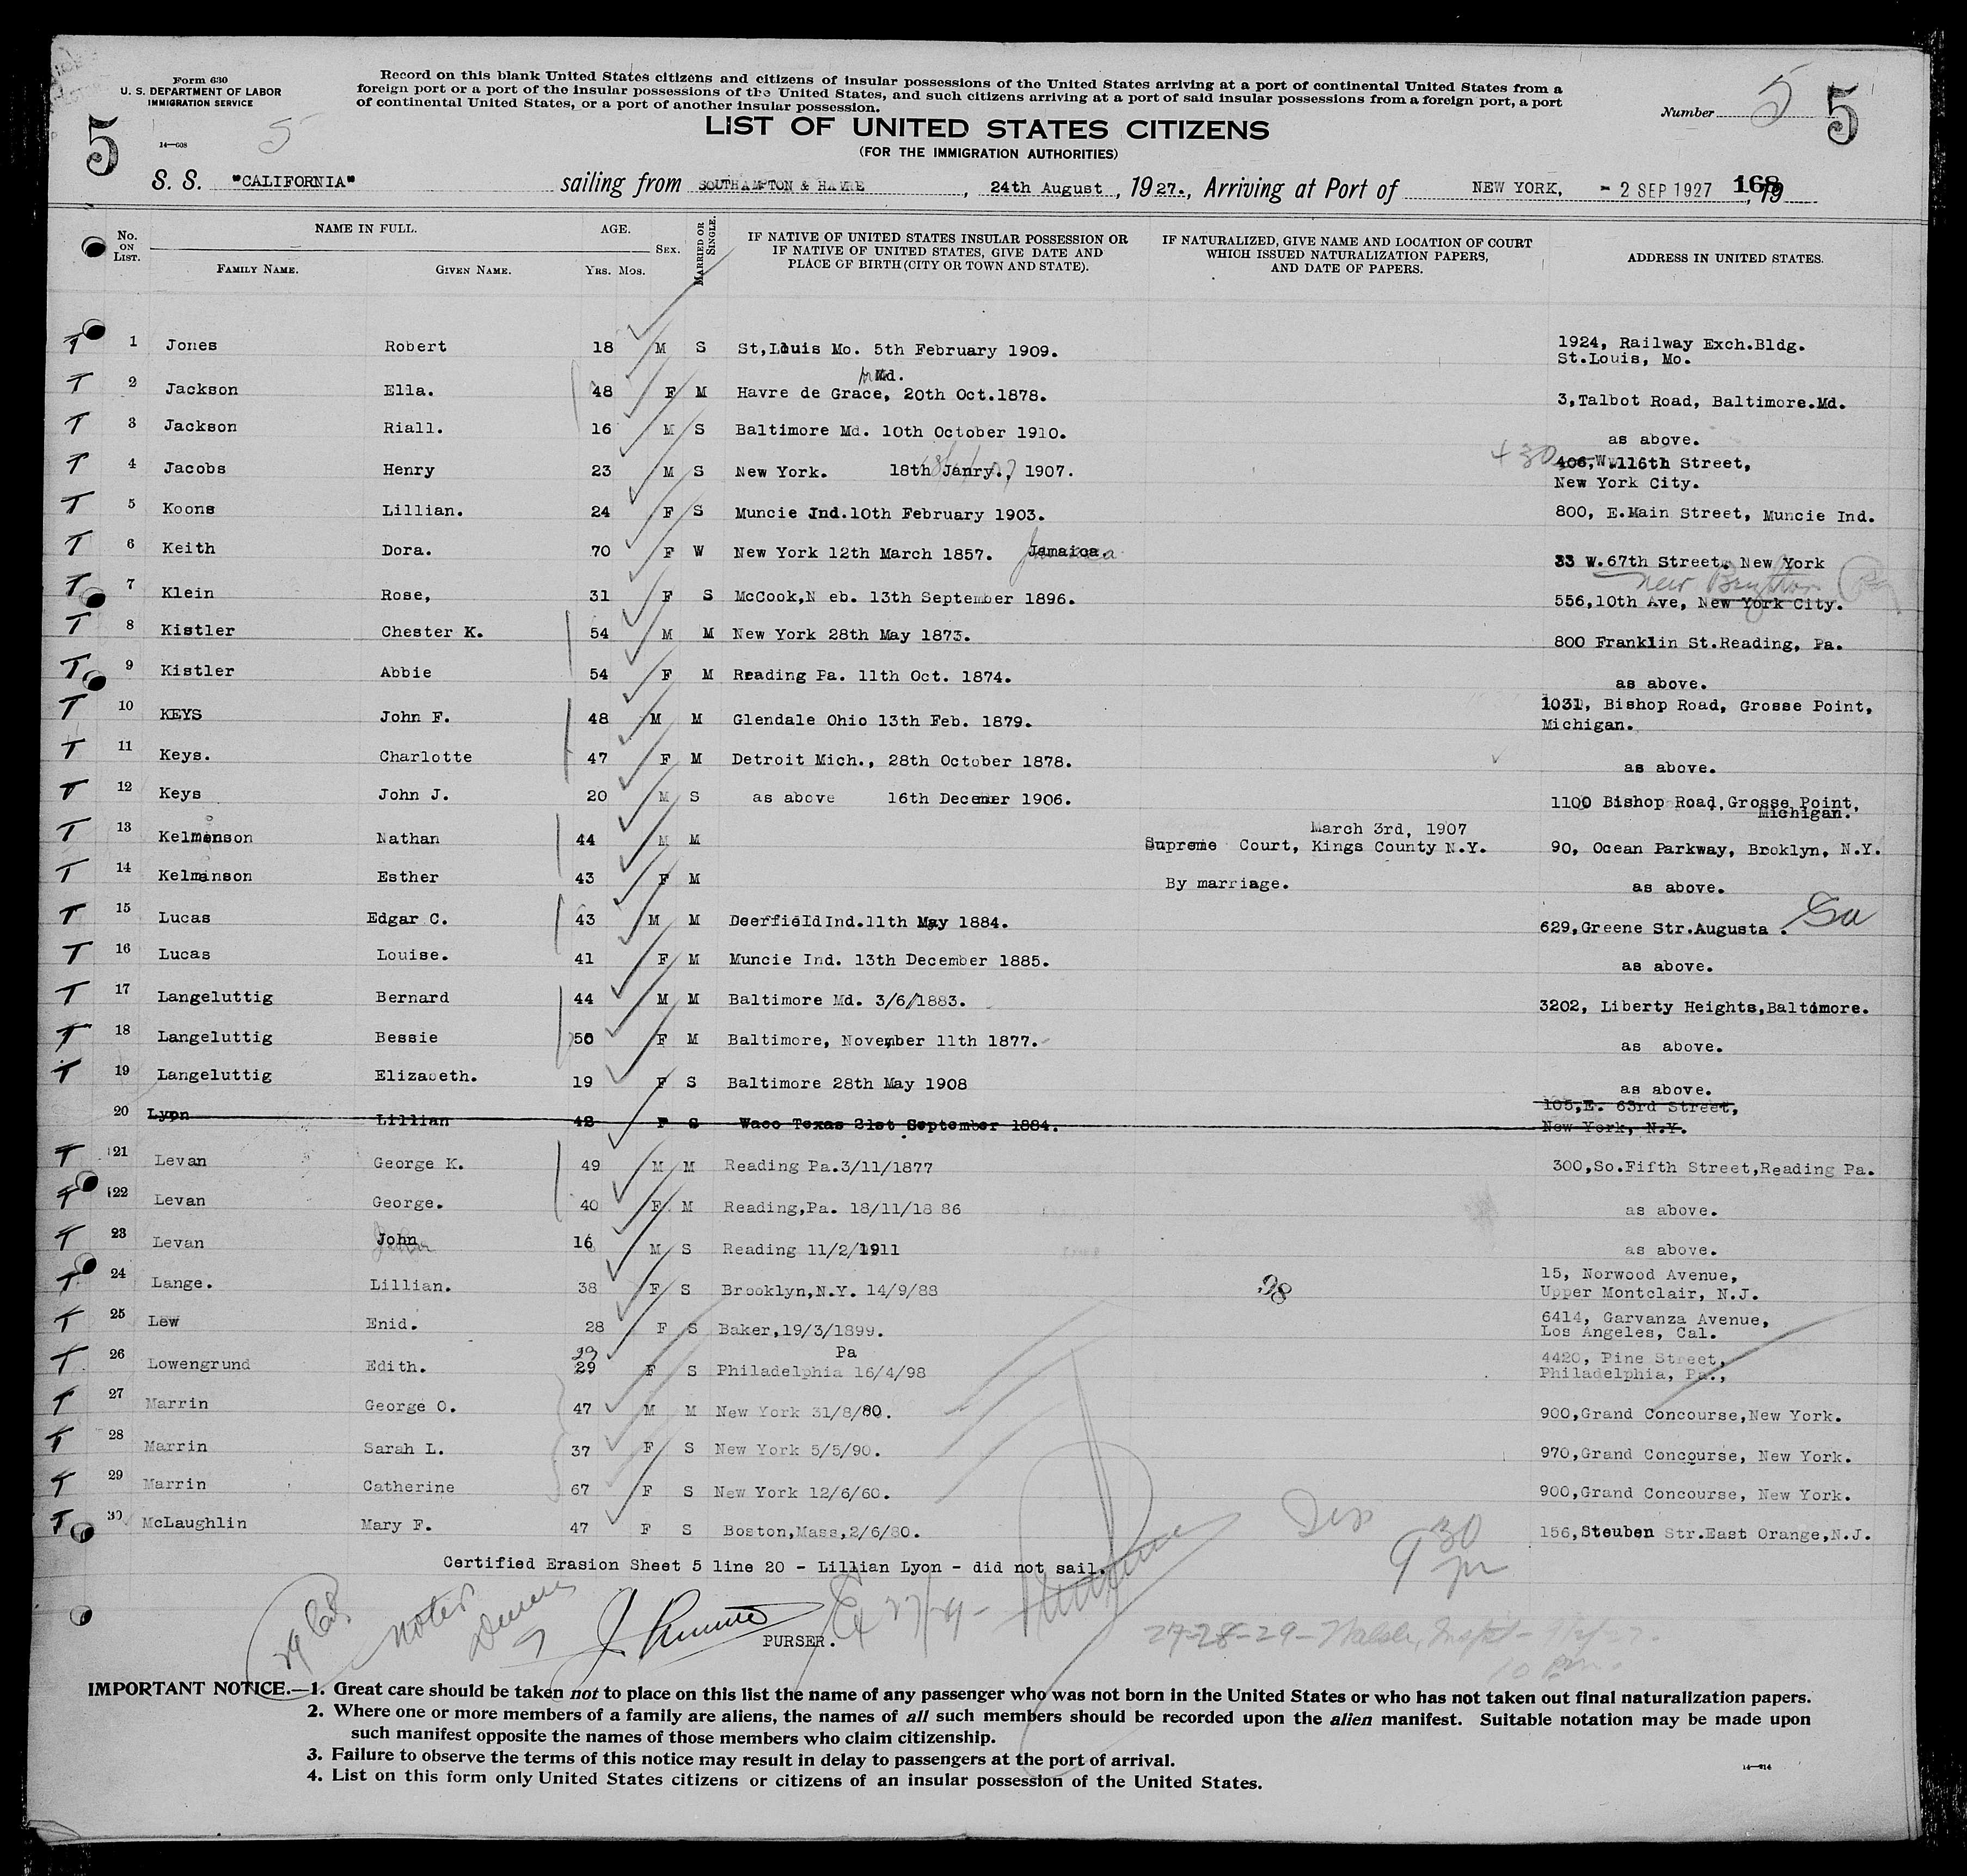 Form 630
U. S. DEPARTMENT OF LABOR
IMMIGRATION SERVICE
Record on this blank United States citizens and citizens of insular possessions of the United States arriving at a port of continental United States from a
foreign port or a port of the insular possessions of the United States, and such citizens arriving at a port of said insular possessions from a foreign port, a port
of continental United States, or a port of another insular possession.
Number 5 5
5 5
14—608
LIST OF UNITED STATES CITIZENS
(FOR THE IMMIGRATION AUTHORITIES)
S. S. "CALIFORNIA" sailing from SOUTHAMPTON & HAVRE, 24th August, 1927., Arriving at Port of NEW YORK, - 2 SEP 1927 168, 19
No. ON LIST. NAME IN FULL. FAMILY NAME. GIVEN NAME. AGE. YRS. MOS. SEX. MARRIED OR SINGLE. IF NATIVE OF UNITED STATES INSULAR POSSESSION OR IF NATIVE OF UNITED STATES, GIVE DATE AND PLACE OF BIRTH (CITY OR TOWN AND STATE). IF NATURALIZED, GIVE NAME AND LOCATION OF COURT WHICH ISSUED NATURALIZATION PAPERS, AND DATE OF PAPERS. ADDRESS IN UNITED STATES.
T 1 Jones Robert 18 M S St,Louis Mo. 5th February 1909. 1924, Railway Exch.Bldg.
St.Louis, Mo.
Md.
T 2 Jackson Ella. 48 F M Havre de Grace, 20th Oct.1878. 3,Talbot Road, Baltimore.Md.
T 3 Jackson Riall. 16 M S Baltimore Md. 10th October 1910. as above.
T 4 Jacobs Henry 23 M S New York. 18th Janry., 1907. 430 406,W.116th Street,
New York City.
T 5 Koons Lillian. 24 F S Muncie Ind.10th February 1903. 800, E.Main Street, Muncie Ind.
T 6 Keith Dora. 70 F W New York 12th March 1857. Jamaica. 33 W.67th Street. New York
new Brighton
T 7 Klein Rose, 31 F S McCook,N eb. 13th September 1896. 556,10th Ave, New York City.
T 8 Kistler Chester K. 54 M M New York 28th May 1873. 800 Franklin St.Reading, Pa.
T 9 Kistler Abbie 54 F M Reading Pa. 11th Oct. 1874. as above.
T 10 KEYS John F. 48 M M Glendale Ohio 13th Feb. 1879. 1031, Bishop Road, Grosse Point,
Michigan.
T 11 Keys. Charlotte 47 F M Detroit Mich., 28th October 1878. as above.
T 12 Keys John J. 20 M S as above 16th Decemer 1906. 1100 Bishop Road,Grosse Point,
Michigan.
March 3rd, 1907
T 13 Kelmenson Nathan 44 M M Supreme Court, Kings County N.Y. 90, Ocean Parkway, Broklyn, N.Y.
T 14 Kelmenson Esther 43 F M By marriage. as above.
T 15 Lucas Edgar C. 43 M M Deerfield Ind.11th May 1884. 629,Greene Str.Augusta . Ga
T 16 Lucas Louise. 41 F M Muncie Ind. 13th December 1885. as above.
T 17 Langeluttig Bernard 44 M M Baltimore Md. 3/6/1883. 3202, Liberty Heights,Baltimore.
T 18 Langeluttig Bessie 50 F M Baltimore, November 11th 1877. as above.
T 19 Langeluttig Elizabeth. 19 F S Baltimore 28th May 1908 as above.
20 Lyon Lillian 42 F S Waco Texas 21st September 1884. 105,E. 63rd Street,
New York, N.Y.
T 21 Levan George K. 49 M M Reading Pa.3/11/1877 300,So.Fifth Street,Reading Pa.
T 22 Levan George. 40 F M Reading,Pa. 18/11/18 86 as above.
T 23 Levan John 16 M S Reading 11/2/1911 as above.
T 24 Lange. Lillian. 38 F S Brooklyn,N.Y. 14/9/88 98 15, Norwood Avenue,
Upper Montclair, N.J.
T 25 Lew Enid. 28 F S Baker,19/3/1899. 6414, Garvanza Avenue,
Los Angeles, Cal.
29 Pa
T 26 Lowengrund Edith. 29 F S Philadelphia 16/4/98 4420, Pine Street,
Philadelphia, Pa.,
T 27 Marrin George O. 47 M M New York 31/8/80. 900,Grand Concourse,New York.
T 28 Marrin Sarah L. 37 F S New York 5/5/90. 970,Grand Concourse, New York.
T 29 Marrin Catherine 67 F S New York 12/6/60. 900,Grand Concourse, New York.
T 30 McLaughlin Mary F. 47 F S Boston,Mass,2/6/80. 156,Steuben Str.East Orange,N.J.
Certified Erasion Sheet 5 line 20 - Lillian Lyon - did not sail.
9 30
PURSER.
27-28-29-
IMPORTANT NOTICE.—1. Great care should be taken not to place on this list the name of any passenger who was not born in the United States or who has not taken out final naturalization papers.
2. Where one or more members of a family are aliens, the names of all such members should be recorded upon the alien manifest. Suitable notation may be made upon
such manifest opposite the names of those members who claim citizenship.
3. Failure to observe the terms of this notice may result in delay to passengers at the port of arrival.
4. List on this form only United States citizens or citizens of an insular possession of the United States.
14—914